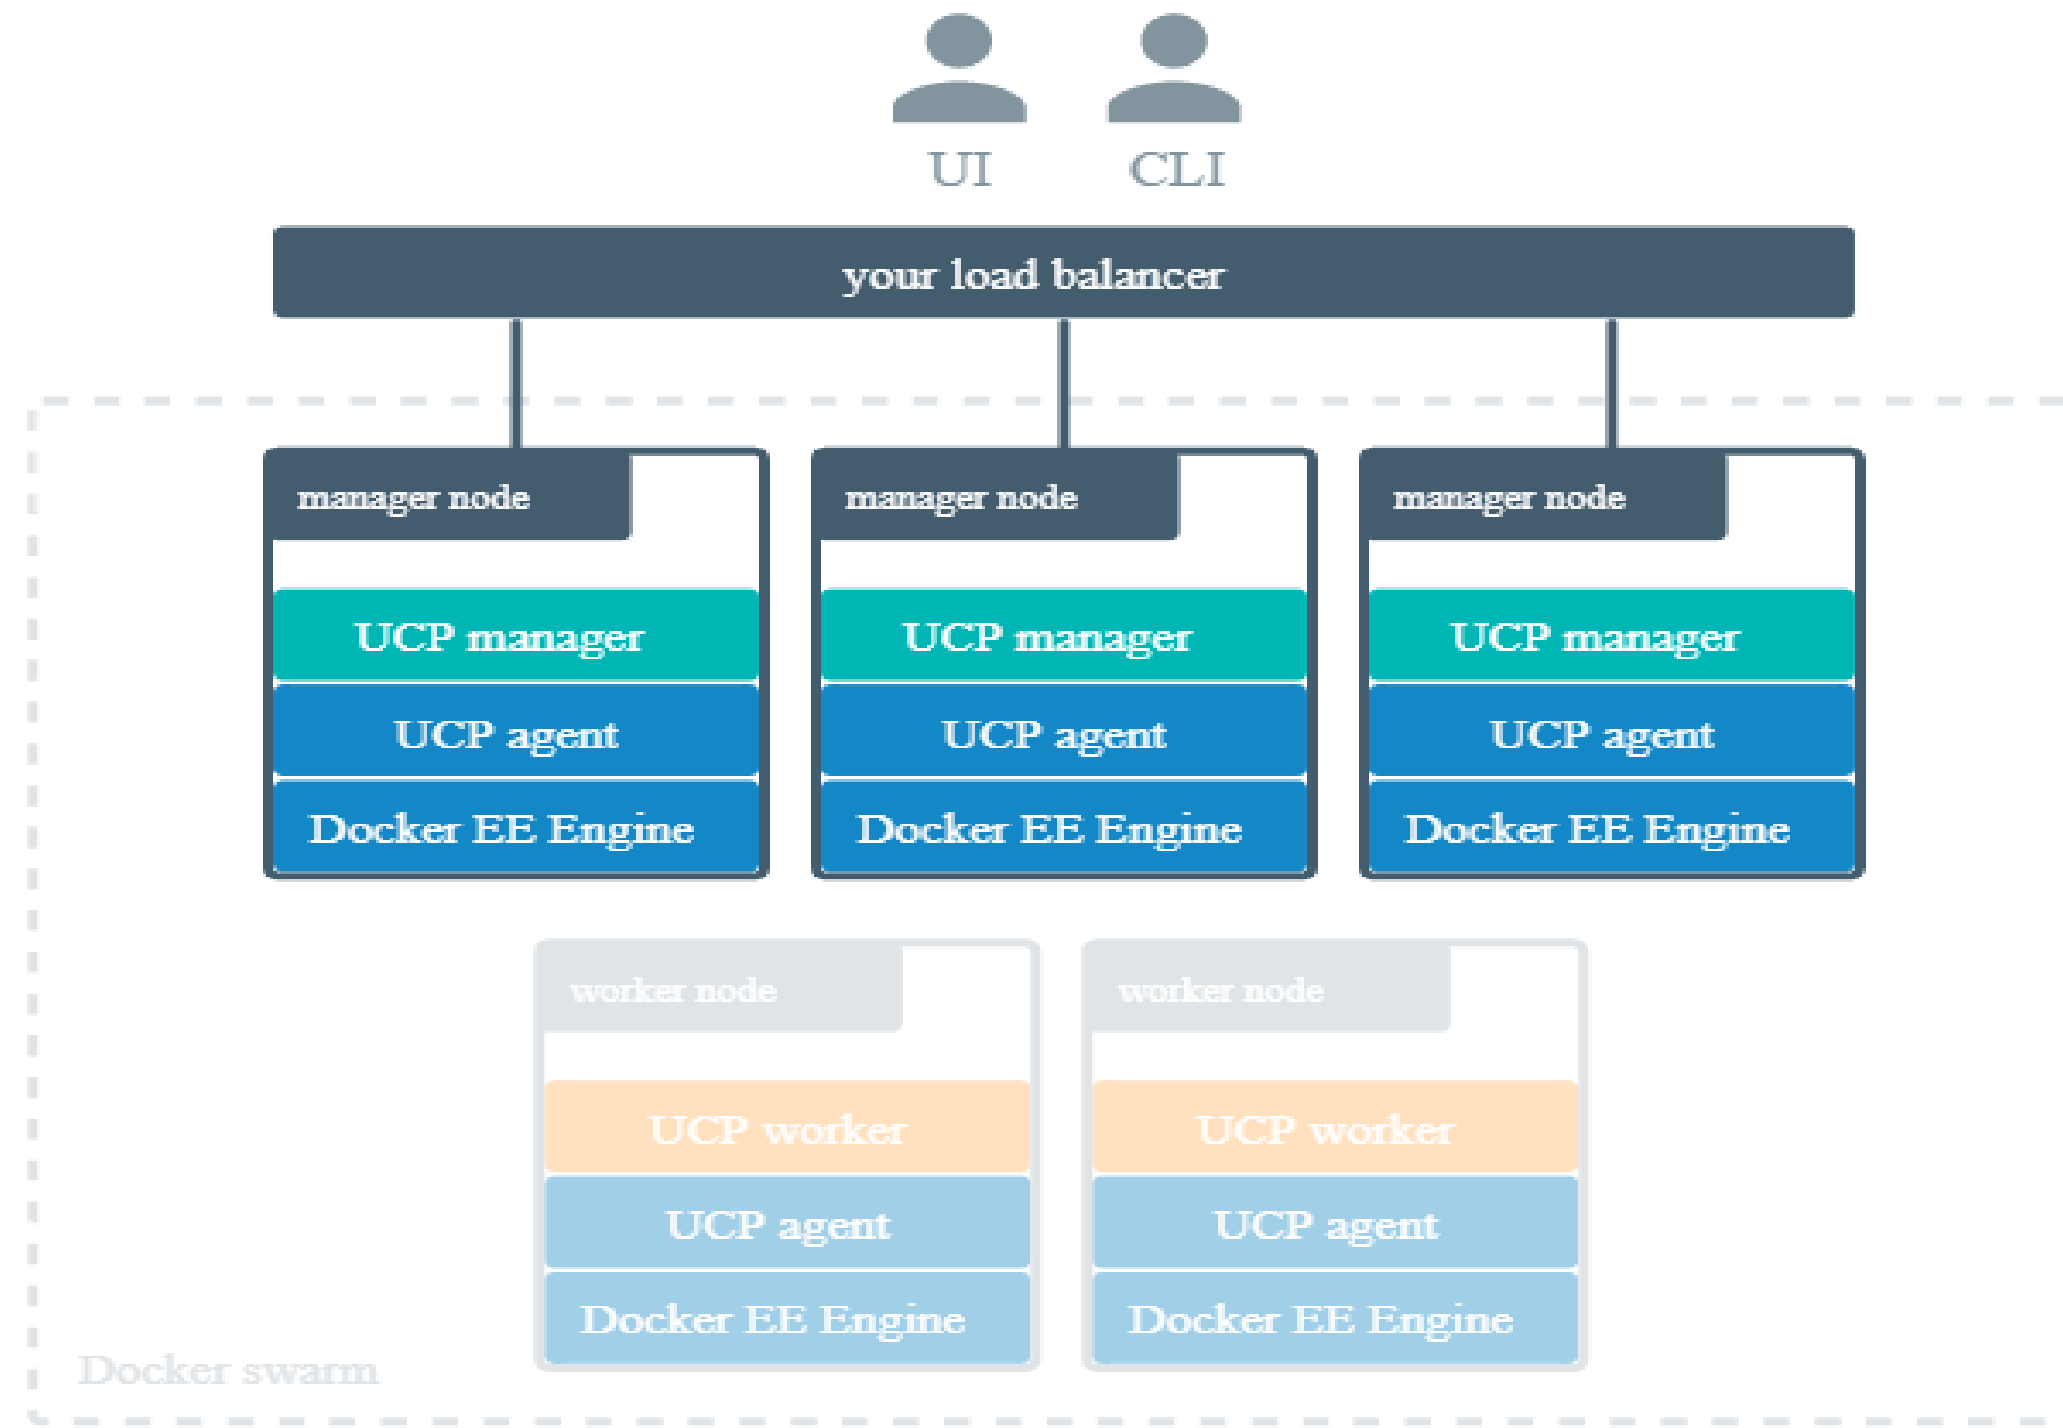 UI CLI
your load balancer
manager node manager node manager node
UCP manager UCP manager UCP manager
UCP agent UCP agent UCP agent
Docker EE Engine Docker EE Engine Docker EE Engine
worker node worker node
UCP worker UCP worker
UCP agent UCP agent
Docker EE Engine Docker EE Engine
Docker swarm